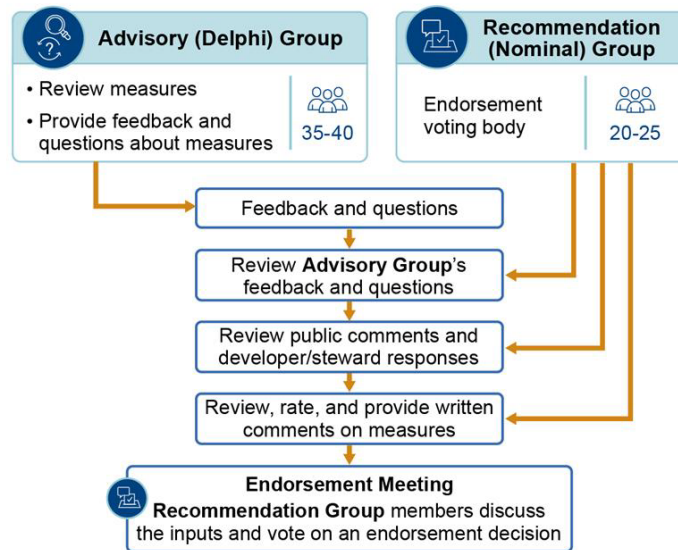 Advisory (Delphi) Group
• Review measures
• Provide feedback and
questions about measures
35-40
Recommendation
(Nominal) Group
Endorsement
voting body
20-25
Feedback and questions
Review Advisory Group’s
feedback and questions
Review public comments and
developer/steward responses
Review, rate, and provide written
comments on measures
Endorsement Meeting
Recommendation Group members discuss
the inputs and vote on an endorsement decision